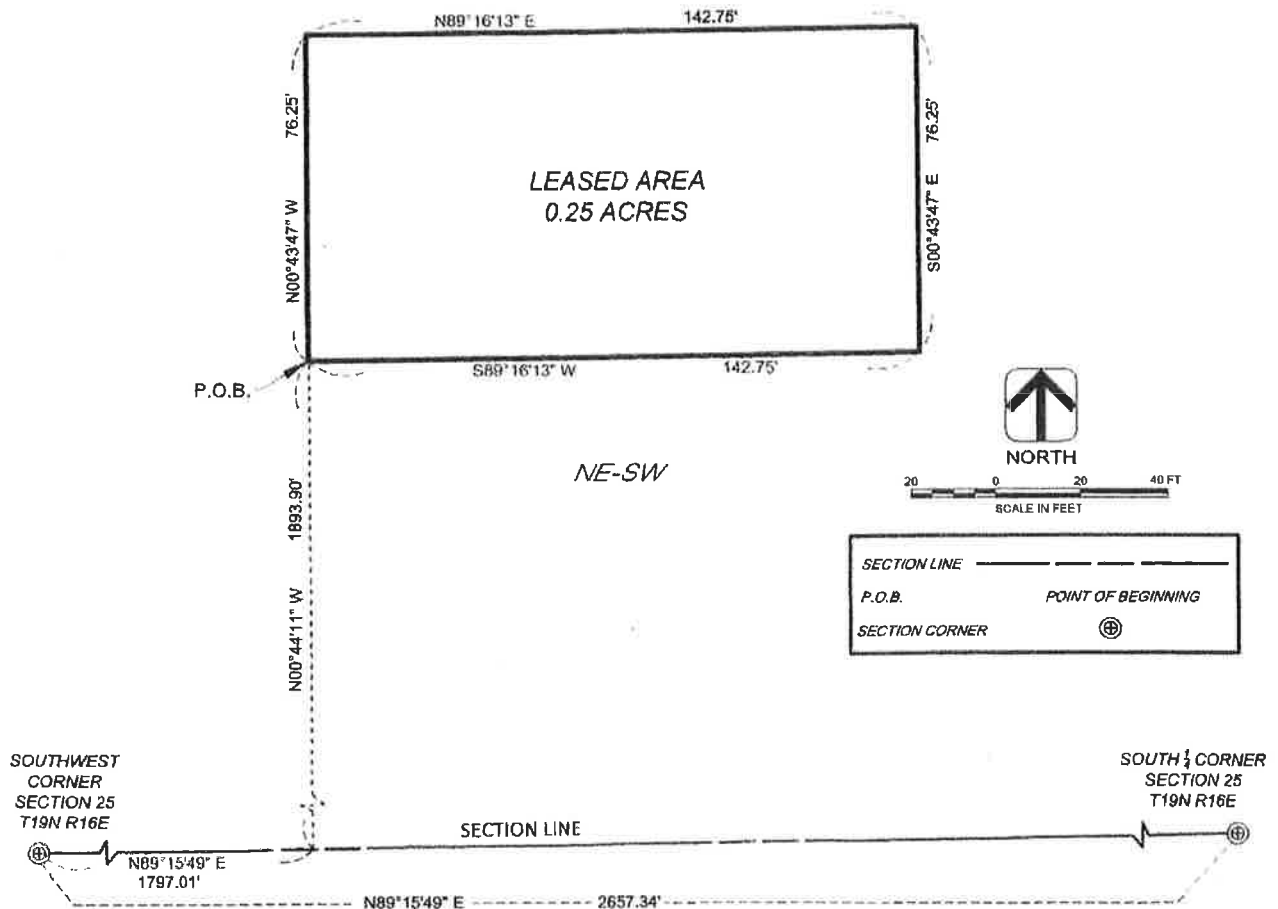 N89°16'13" E 142.75'
76.25'
N00°43'47" W
76.25'
S00°43'47" E
LEASED AREA
0.25 ACRES
S89°16'13" W 142.75'
P.O.B.
NE-SW
NORTH
20 0 20 40 FT
SCALE IN FEET
1893.90'
N00°44'11" W
SECTION LINE
P.O.B. POINT OF BEGINNING
SECTION CORNER
SOUTHWEST
CORNER
SECTION 25
T19N R16E
SOUTH 1/4 CORNER
SECTION 25
T19N R16E
SECTION LINE
N89°15'49" E
1797.01'
N89°15'49" E 2657.34'